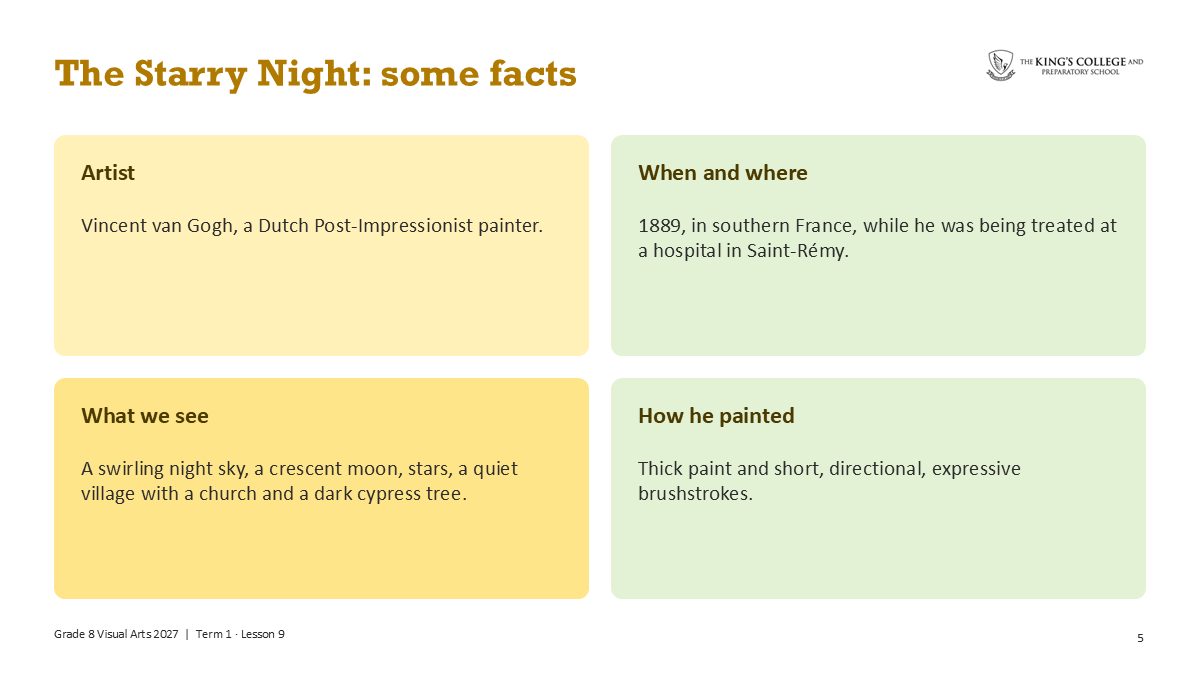 The Starry Night: some facts
THE KING'S COLLEGE AND
PREPARATORY SCHOOL
Artist
Vincent van Gogh, a Dutch Post-Impressionist painter.
When and where
1889, in southern France, while he was being treated at
a hospital in Saint-Rémy.
What we see
A swirling night sky, a crescent moon, stars, a quiet
village with a church and a dark cypress tree.
How he painted
Thick paint and short, directional, expressive
brushstrokes.
Grade 8 Visual Arts 2027 | Term 1 · Lesson 9
5